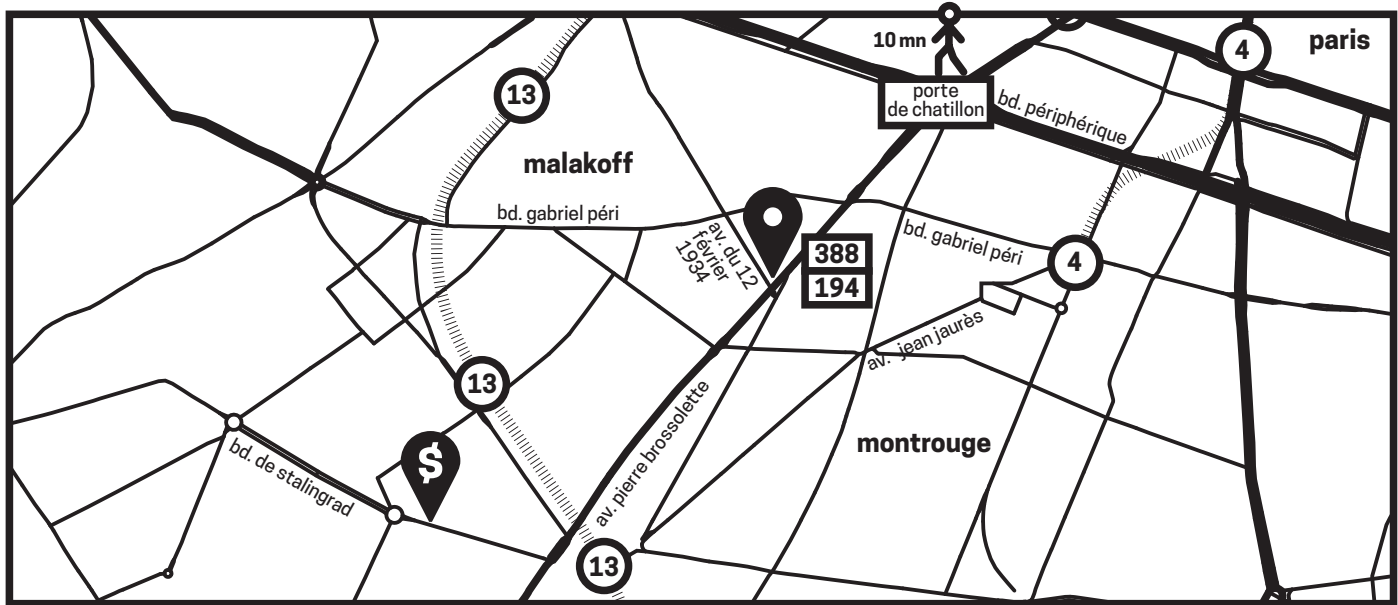 10 mn
4
paris
13
porte
de chatillon
bd. périphérique
malakoff
bd. gabriel péri
av. du 12
février
1934
388
194
bd. gabriel péri
4
av. jean jaurès
13
av. pierre brossolette
montrouge
bd. de stalingrad
$
13